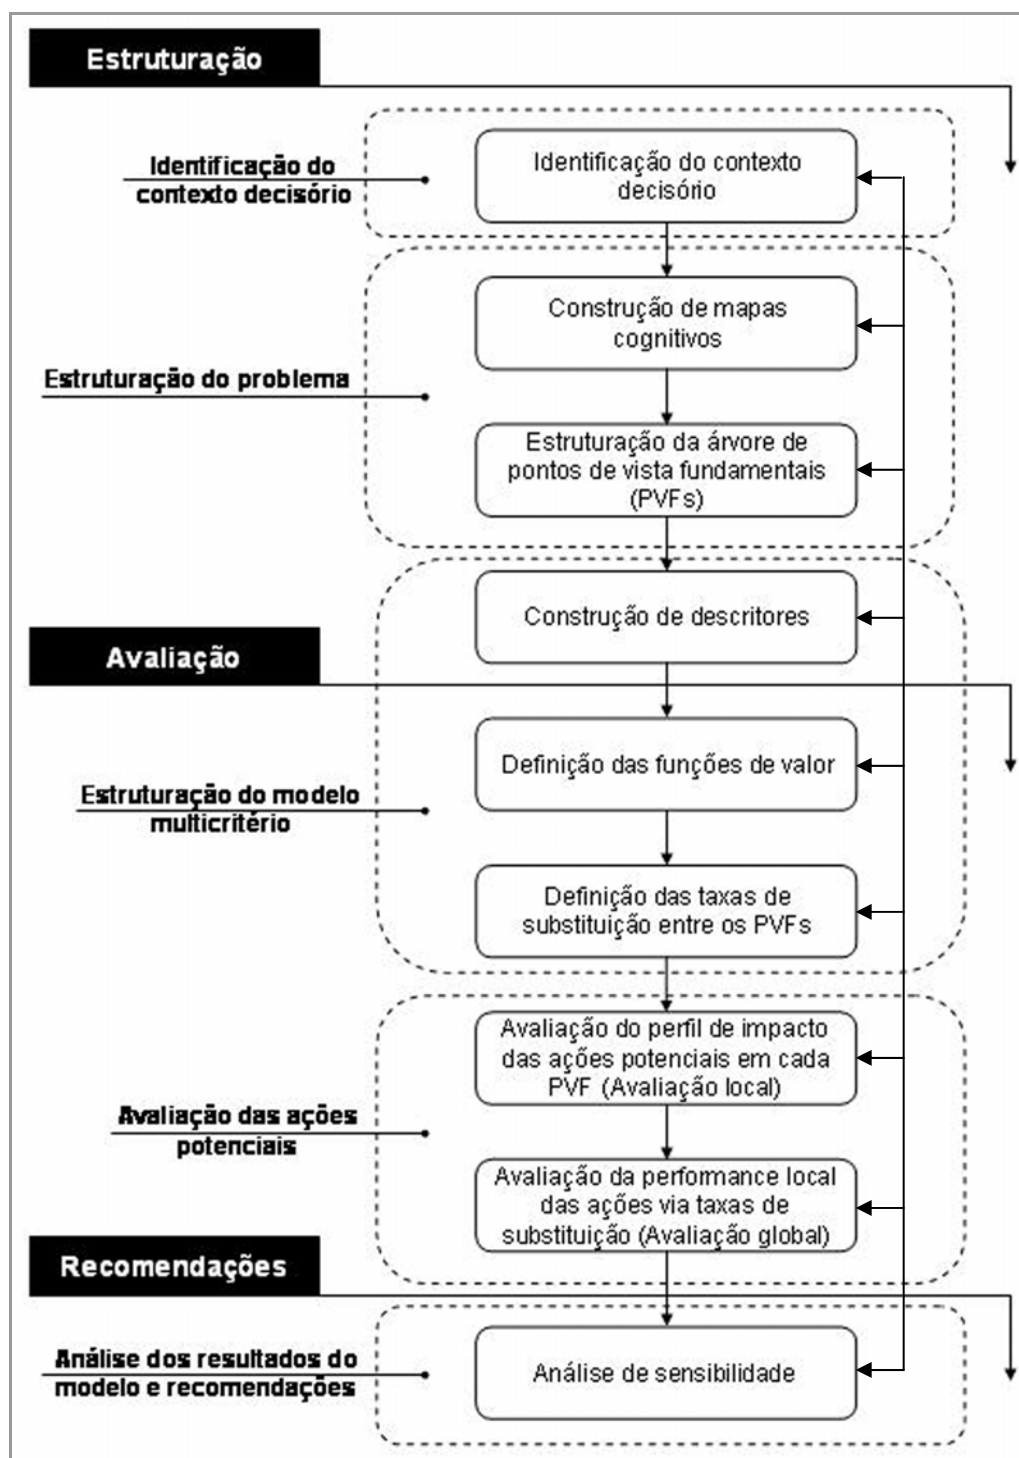 Estruturação
Identificação do
contexto decisório
Identificação do contexto
decisório
Construção de mapas
cognitivos
Estruturação do problema
Estruturação da árvore de
pontos de vista fundamentais
(PVFs)
Construção de descritores
Avaliação
Definição das funções de valor
Estruturação do modelo
multicritério
Definição das taxas de
substituição entre os PVFs
Avaliação do perfil de impacto
das ações potenciais em cada
PVF (Avaliação local)
Avaliação das ações
potenciais
Avaliação da performance local
das ações via taxas de
substituição (Avaliação global)
Recomendações
Análise dos resultados do
modelo e recomendações
Análise de sensibilidade